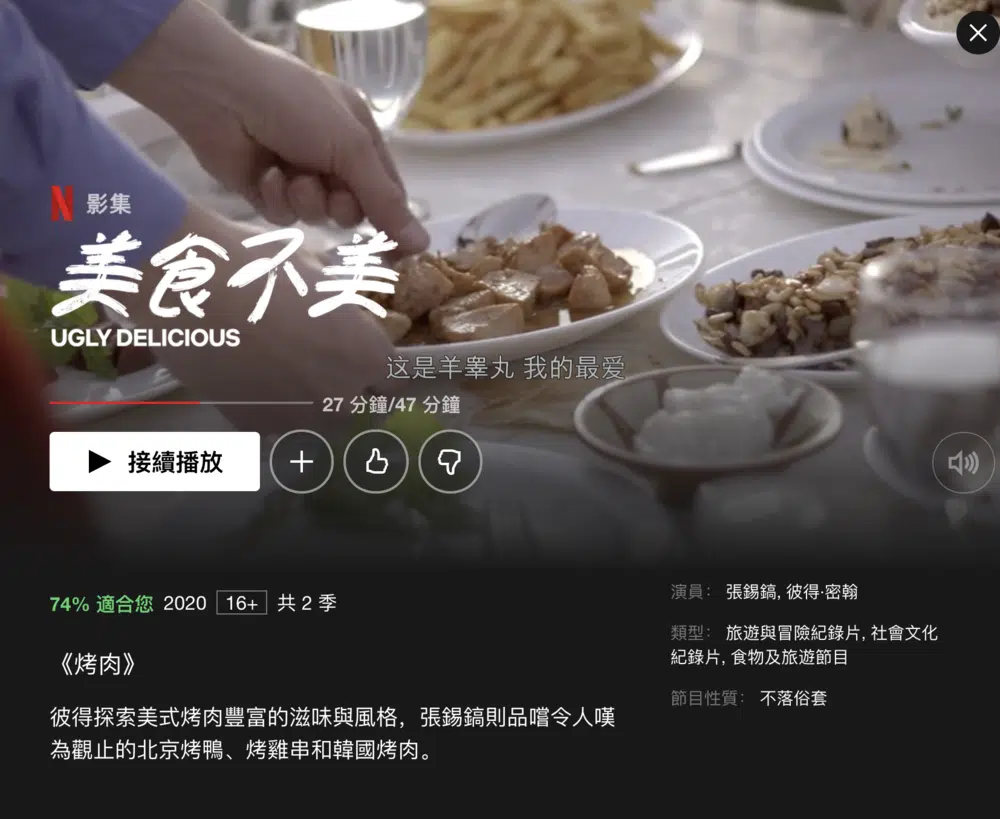 N 影集
美食不美
UGLY DELICIOUS
这是羊睾丸 我的最爱
27 分鐘/47 分鐘
接續播放
74% 適合您 2020 16+ 共 2 季
《烤肉》
彼得探索美式烤肉豐富的滋味與風格，張錫鎬則品嚐令人嘆
為觀止的北京烤鴨、烤雞串和韓國烤肉。
演員： 張錫鎬, 彼得·密翰
類型： 旅遊與冒險紀錄片, 社會文化
紀錄片, 食物及旅遊節目
節目性質： 不落俗套